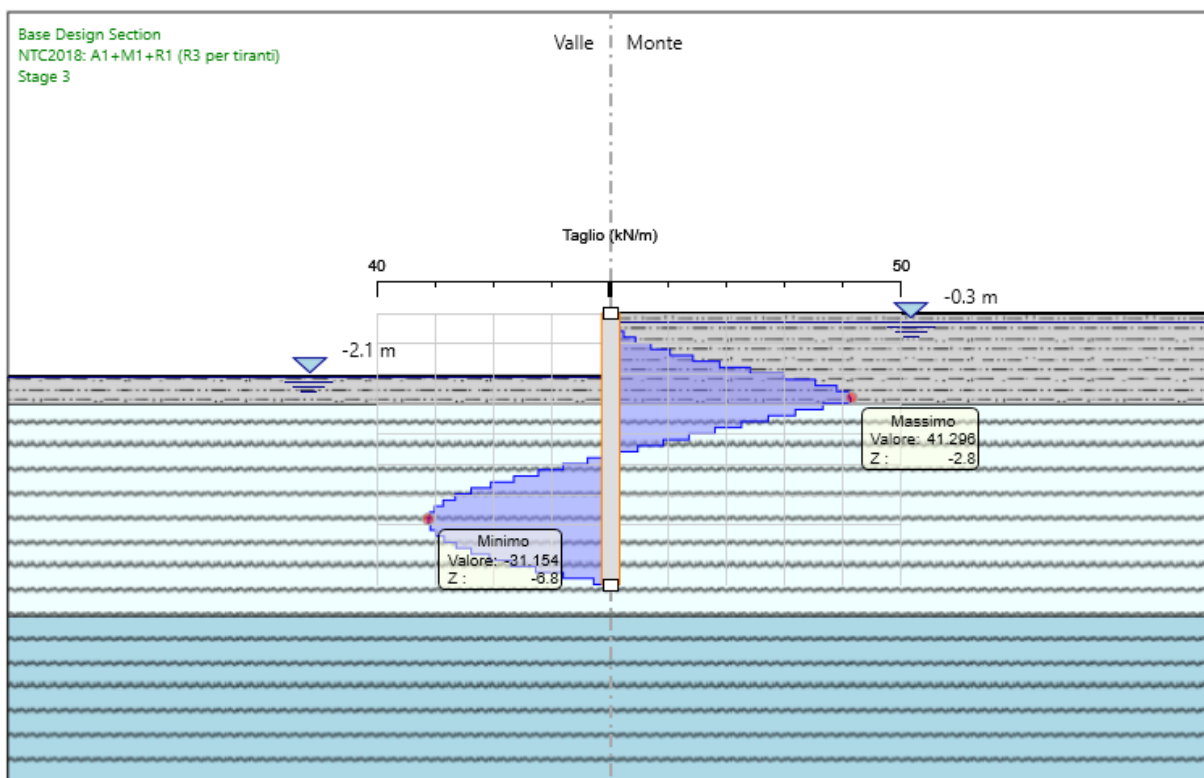 Base Design Section
NTC2018: A1+M1+R1 (R3 per tiranti)
Stage 3
Valle
Monte
Taglio (kN/m)
40
50
-0.3 m
-2.1 m
Massimo
Valore: 41.296
Z : -2.8
Minimo
Valore: -31.154
Z : -6.8